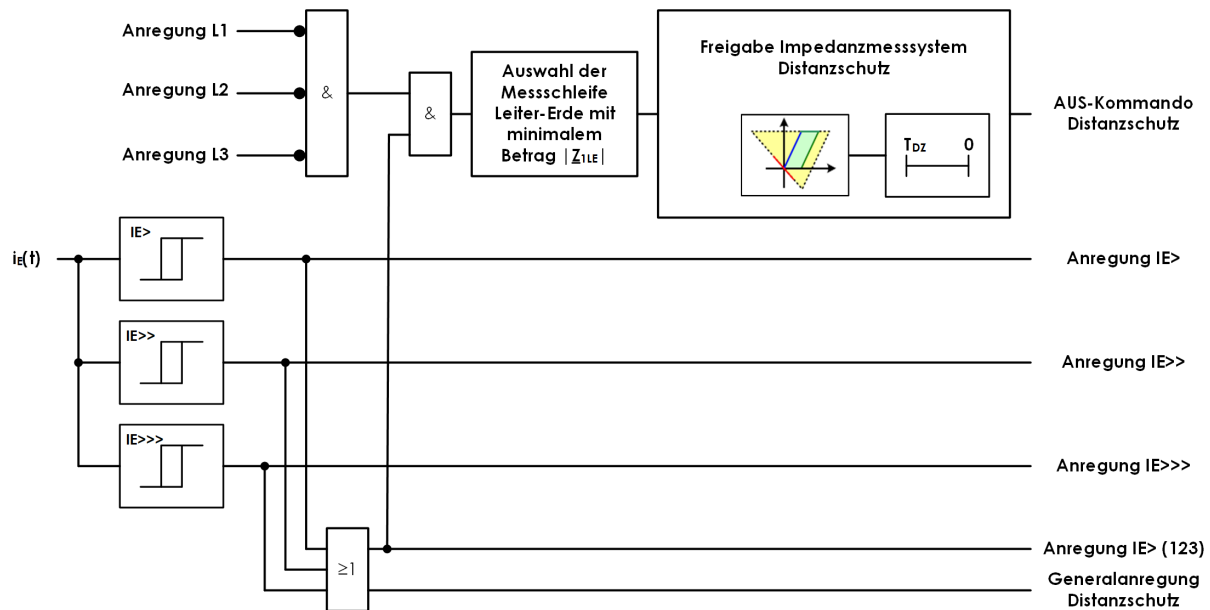 Anregung L1
Anregung L2
Anregung L3
&
&
Auswahl der
Messschleife
Leiter-Erde mit
minimalem
Betrag |Z1LE|
Freigabe Impedanzmesssystem
Distanzschutz
TDZ 0
AUS-Kommando
Distanzschutz
iE(t)
IE>
Anregung IE>
IE>>
Anregung IE>>
IE>>>
Anregung IE>>>
≥1
Anregung IE> (123)
Generalanregung
Distanzschutz